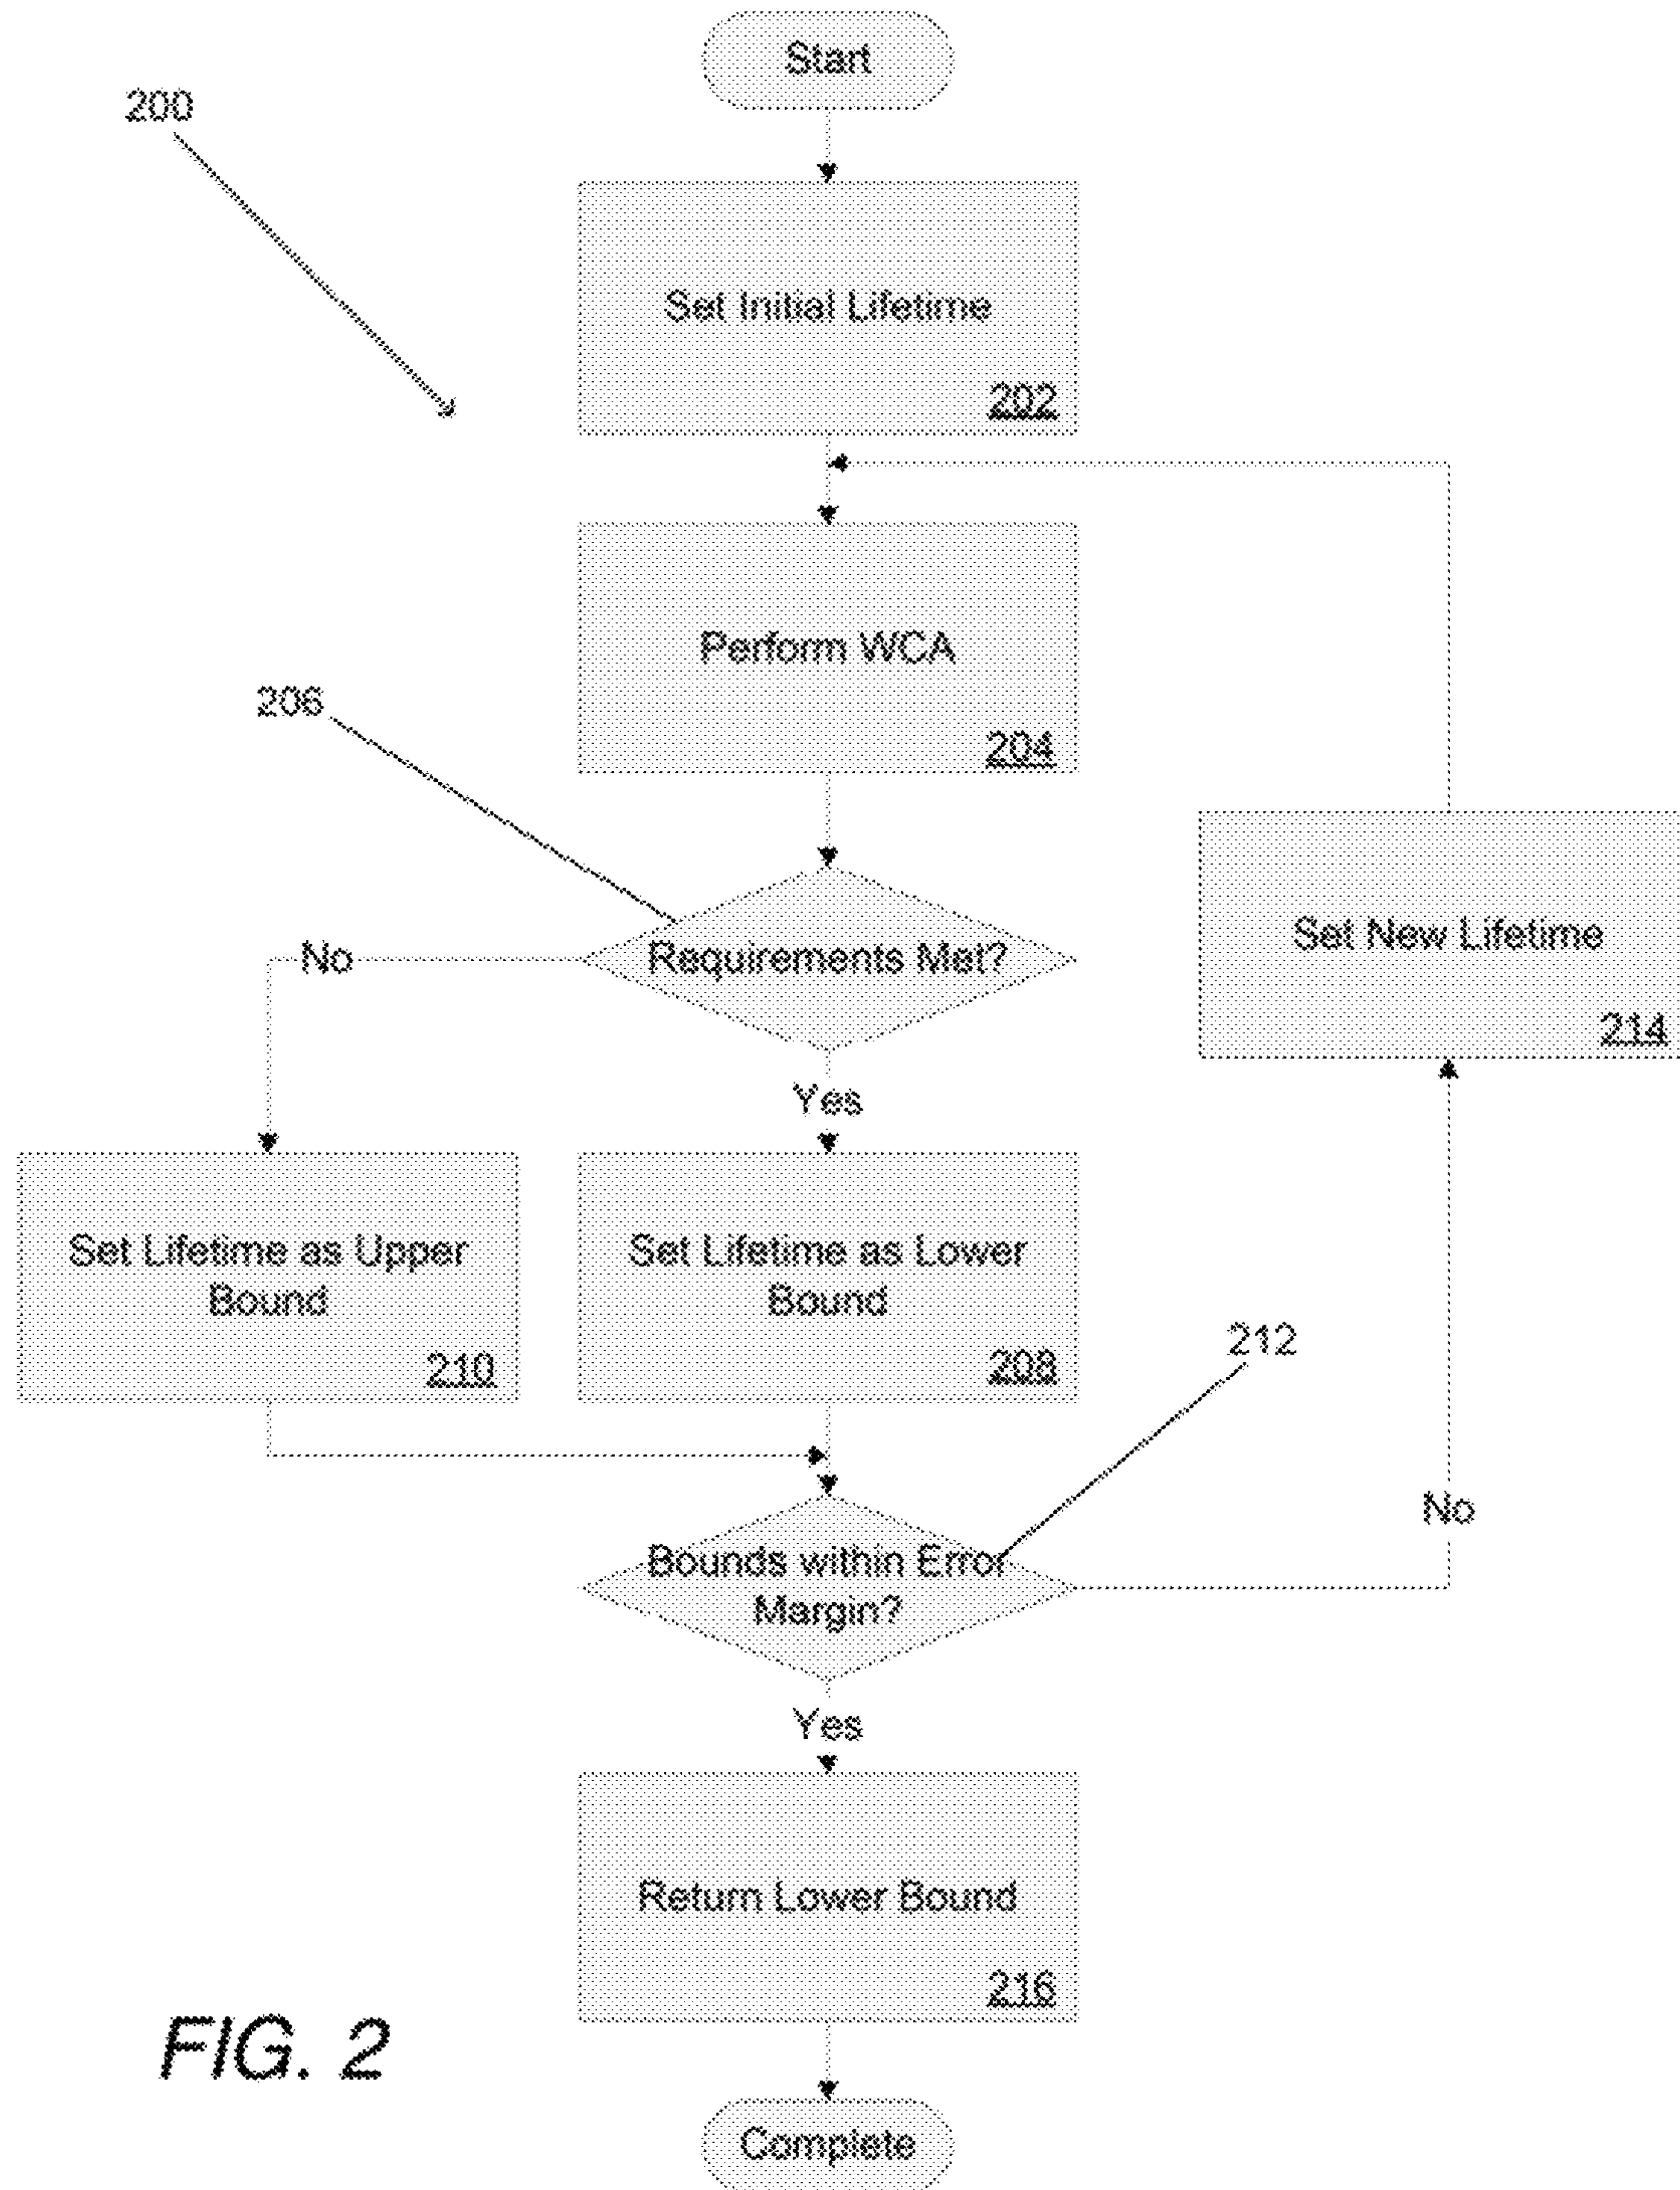 Start
200
Set Initial Lifetime
202
Perform WCA
204
206
Requirements Met?
No
Yes
Set New Lifetime
214
Set Lifetime as Upper
Bound
210
Set Lifetime as Lower
Bound
208
212
Bounds within Error
Margin?
No
Yes
Return Lower Bound
216
FIG. 2
Complete